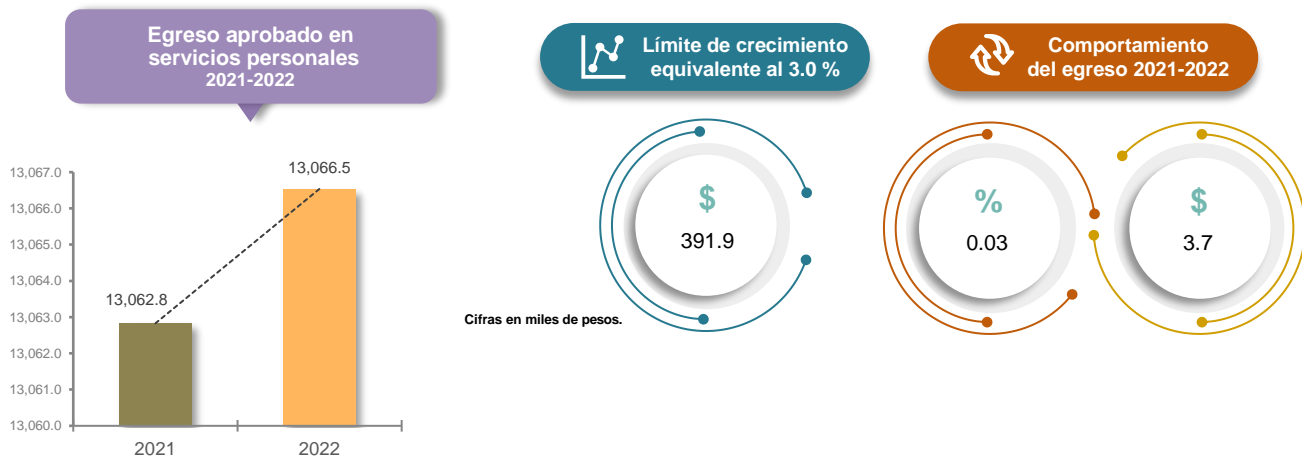 Egreso aprobado en
servicios personales
2021-2022
13,067.0
13,066.0
13,065.0
13,064.0
13,063.0
13,062.0
13,061.0
13,060.0
13,062.8
13,066.5
2021
2022
Límite de crecimiento
equivalente al 3.0 %
$
391.9
Cifras en miles de pesos.
Comportamiento
del egreso 2021-2022
%
0.03
$
3.7